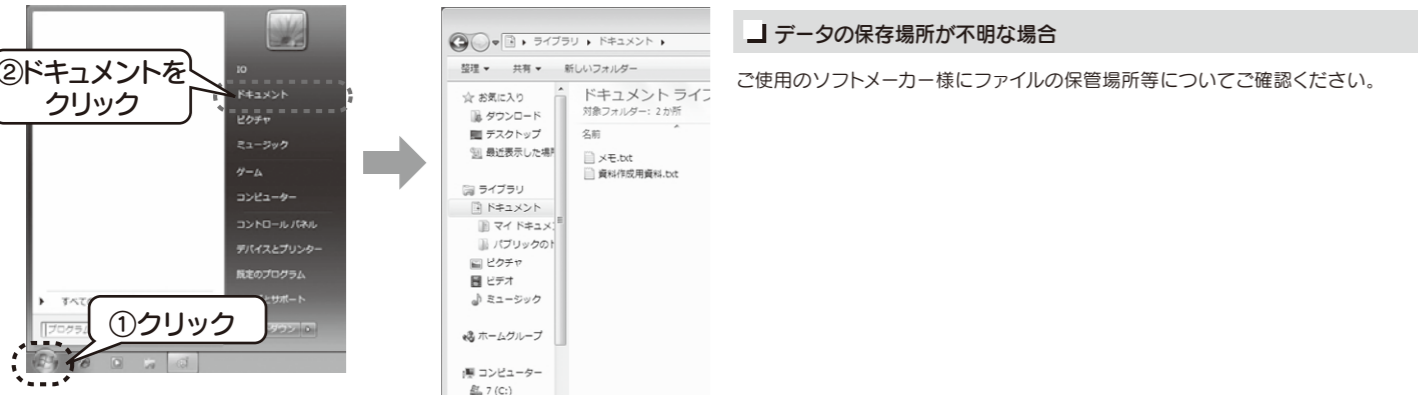 ②ドキュメントを
クリック
IO
ドキュメント
ピクチャ
ミュージック
ゲーム
コンピューター
コントロール パネル
デバイスとプリンター
既定のプログラム
とサポート
すべての
プログラ
①クリック
ライブラリ ▸ ドキュメント ▸
整理 ▼ 共有 ▼ 新しいフォルダー
お気に入り
ダウンロード
デスクトップ
最近表示した場所
ライブラリ
ドキュメント
マイ ドキュメ
パブリックの
ピクチャ
ビデオ
ミュージック
ホームグループ
コンピューター
7 (C:)
ドキュメント ライブ
対象フォルダー: 2か所
名前
メモ.txt
資料作成用資料.txt
データの保存場所が不明な場合
ご使用のソフトメーカー様にファイルの保管場所等についてご確認ください。